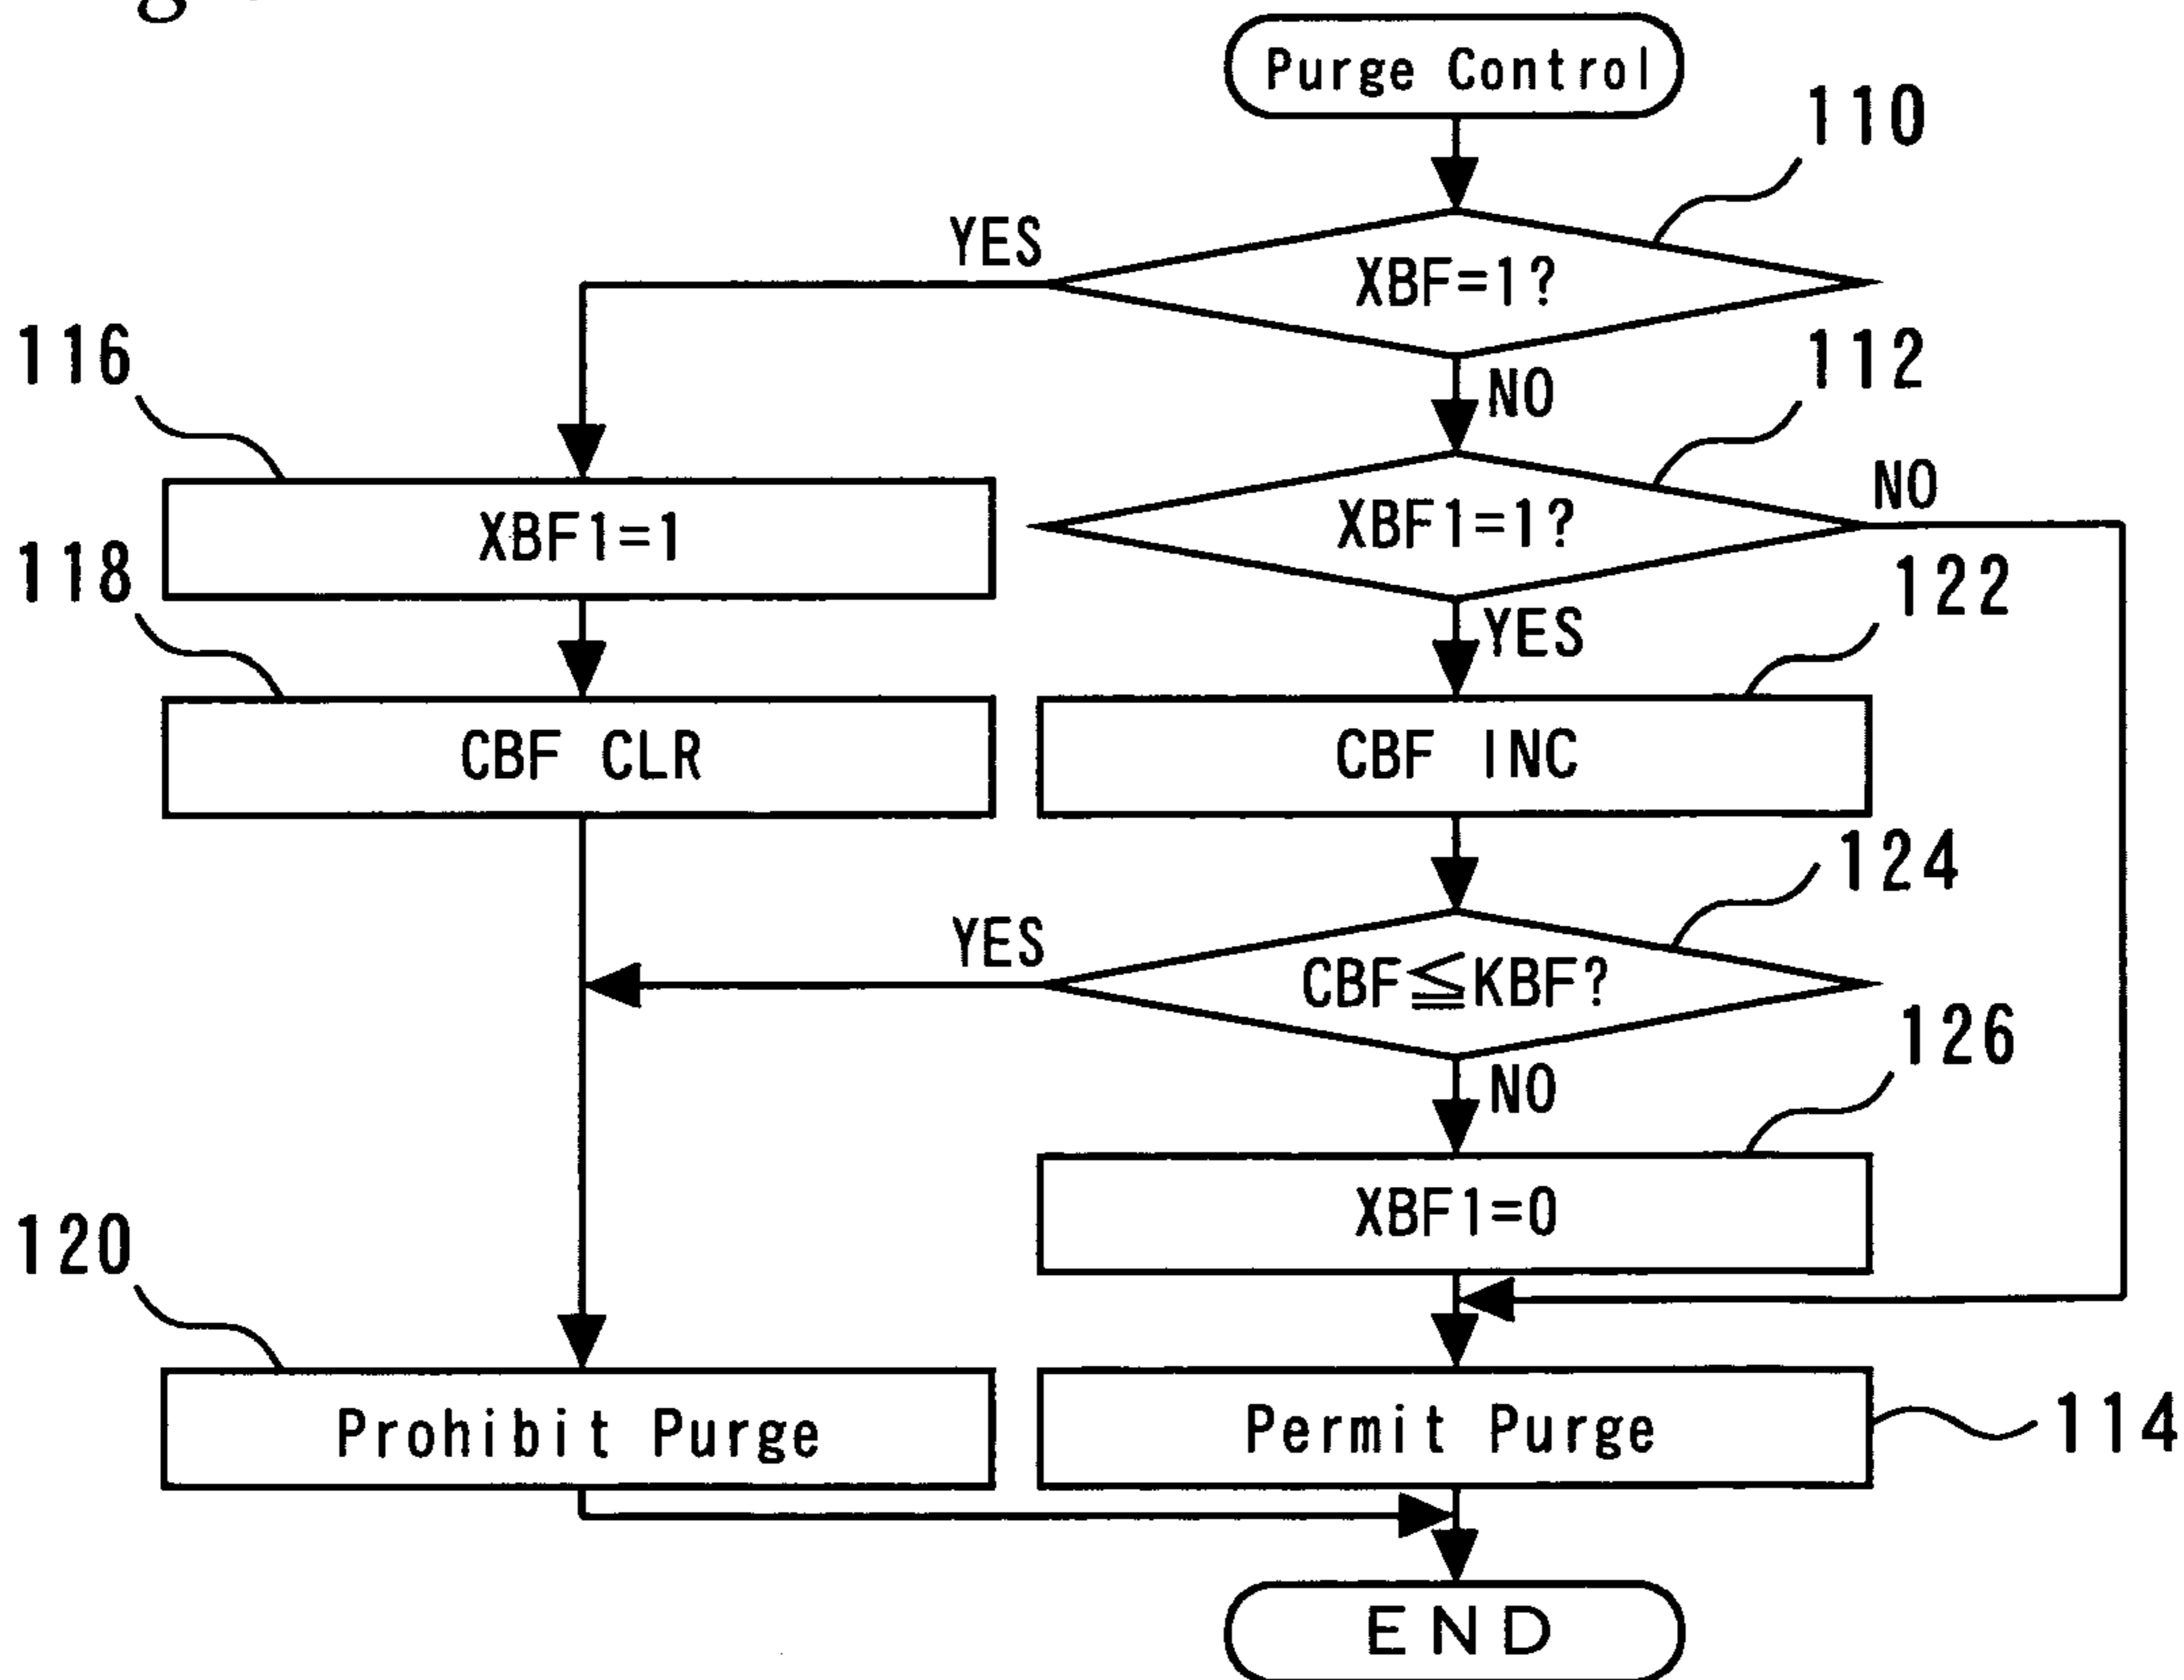 Purge Control
110
YES
XBF=1?
NO
112
116
XBF1=1
XBF1=1?
NO
118
YES
122
CBF CLR
CBF INC
124
YES
CBF≦KBF?
NO
126
XBF1=0
120
Prohibit Purge
Permit Purge
114
END